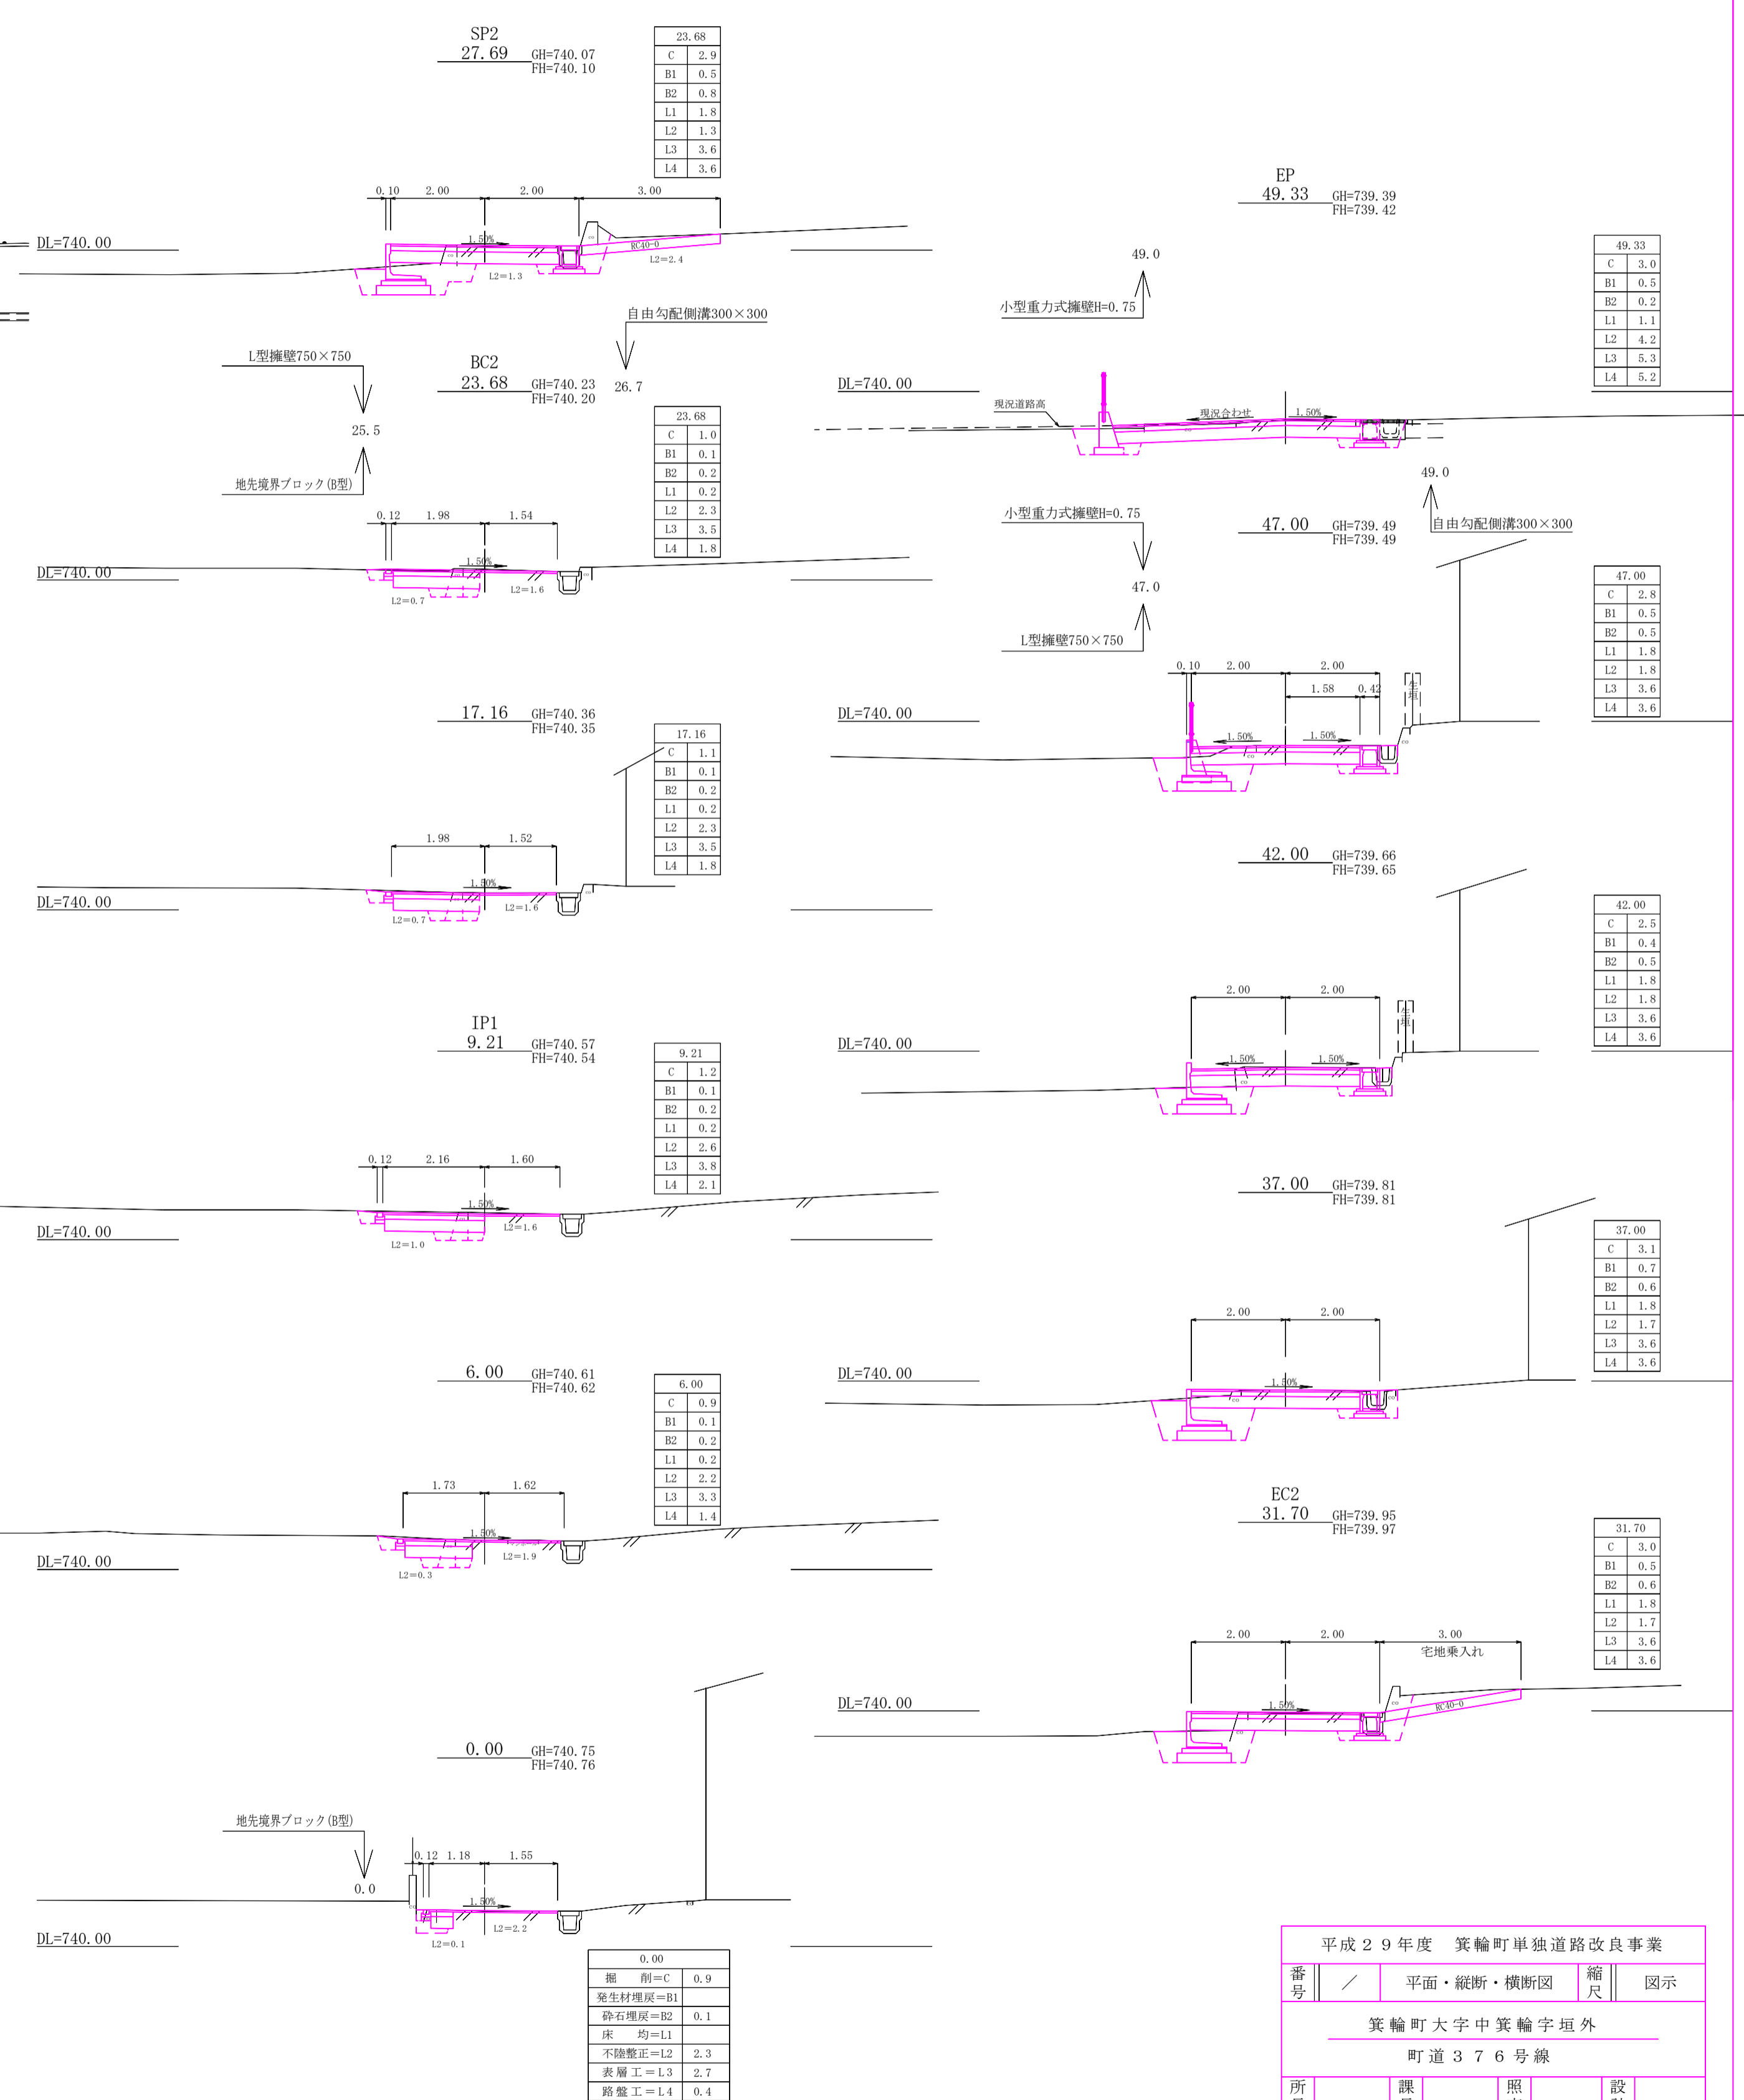 SP2
27.69
GH=740.07
FH=740.10
23.68
C 2.9
B1 0.5
B2 0.8
L1 1.8
L2 1.3
L3 3.6
L4 3.6
0.10 2.00 2.00 3.00
DL=740.00
1.50%
RC40-0
co
co
L2=1.3
L2=2.4
自由勾配側溝300×300
26.7
L型擁壁750×750
25.5
地先境界ブロック(B型)
BC2
23.68
GH=740.23
FH=740.20
23.68
C 1.0
B1 0.1
B2 0.2
L1 0.2
L2 2.3
L3 3.5
L4 1.8
0.12 1.98 1.54
DL=740.00
1.50%
L2=0.7
L2=1.6
17.16
GH=740.36
FH=740.35
17.16
C 1.1
B1 0.1
B2 0.2
L1 0.2
L2 2.3
L3 3.5
L4 1.8
1.98 1.52
DL=740.00
1.50%
co
L2=0.7
L2=1.6
IP1
9.21
GH=740.57
FH=740.54
9.21
C 1.2
B1 0.1
B2 0.2
L1 0.2
L2 2.6
L3 3.8
L4 2.1
0.12 2.16 1.60
DL=740.00
1.50%
L2=1.0
L2=1.6
6.00
GH=740.61
FH=740.62
6.00
C 0.9
B1 0.1
B2 0.2
L1 0.2
L2 2.2
L3 3.3
L4 1.4
1.73 1.62
DL=740.00
1.50%
L2=0.3
L2=1.9
0.00
GH=740.75
FH=740.76
地先境界ブロック(B型)
0.0
0.12 1.18 1.55
DL=740.00
1.50%
co
L2=0.1
L2=2.2
0.00
掘 削=C 0.9
発生材埋戻=B1
砕石埋戻=B2 0.1
床 均=L1
不陸整正=L2 2.3
表層工=L3 2.7
路盤工=L4 0.4
EP
49.33
GH=739.39
FH=739.42
49.33
C 3.0
B1 0.5
B2 0.2
L1 1.1
L2 4.2
L3 5.3
L4 5.2
49.0
小型重力式擁壁H=0.75
DL=740.00
現況道路高
現況合わせ
1.50%
co
49.0
自由勾配側溝300×300
小型重力式擁壁H=0.75
47.0
L型擁壁750×750
47.00
GH=739.49
FH=739.49
47.00
C 2.8
B1 0.5
B2 0.5
L1 1.8
L2 1.8
L3 3.6
L4 3.6
0.10 2.00 2.00
1.58 0.42
生垣
DL=740.00
1.50% 1.50%
co
co
42.00
GH=739.66
FH=739.65
42.00
C 2.5
B1 0.4
B2 0.5
L1 1.8
L2 1.8
L3 3.6
L4 3.6
2.00 2.00
生垣
DL=740.00
1.50% 1.50%
co
37.00
GH=739.81
FH=739.81
37.00
C 3.1
B1 0.7
B2 0.6
L1 1.8
L2 1.7
L3 3.6
L4 3.6
2.00 2.00
DL=740.00
1.50%
co
co
EC2
31.70
GH=739.95
FH=739.97
31.70
C 3.0
B1 0.5
B2 0.6
L1 1.8
L2 1.7
L3 3.6
L4 3.6
2.00 2.00 3.00
宅地乗入れ
DL=740.00
1.50%
co
RC40-0
co
平成29年度 箕輪町単独道路改良事業
番号 / 平面・縦断・横断図 縮尺 図示
箕輪町大字中箕輪字垣外
町道376号線
所 課 照 設